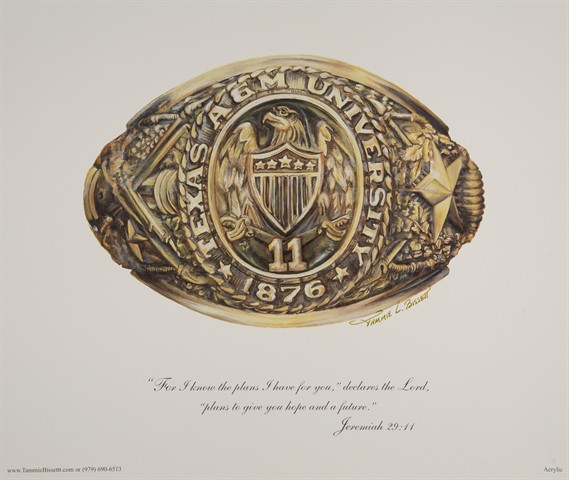 TEXAS A&M UNIVERSITY
11
1876
Tammie L. Bissett
"For I know the plans I have for you," declares the Lord,
"plans to give you hope and a future."
Jeremiah 29:11
www.TammieBissett.com or (979) 690-6513
Acrylic